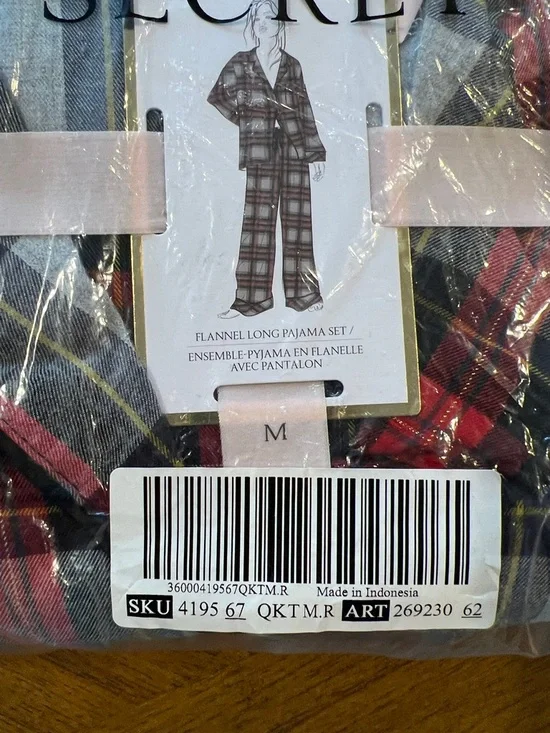 SECRET
FLANNEL LONG PAJAMA SET /
ENSEMBLE-PYJAMA EN FLANELLE
AVEC PANTALON
M
36000419567QKTM.R Made in Indonesia
SKU 4195 67 QKT M.R ART 269230 62